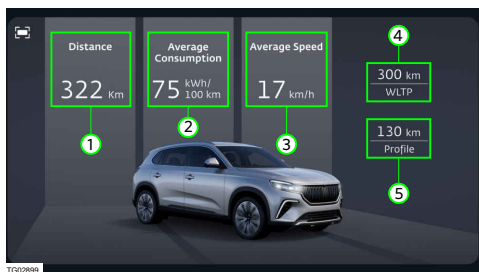 Distance
322 Km
1
Average
Consumption
75 kWh/
100 km
2
Average Speed
17 km/h
3
4
300 km
WLTP
130 km
Profile
5
TG02899